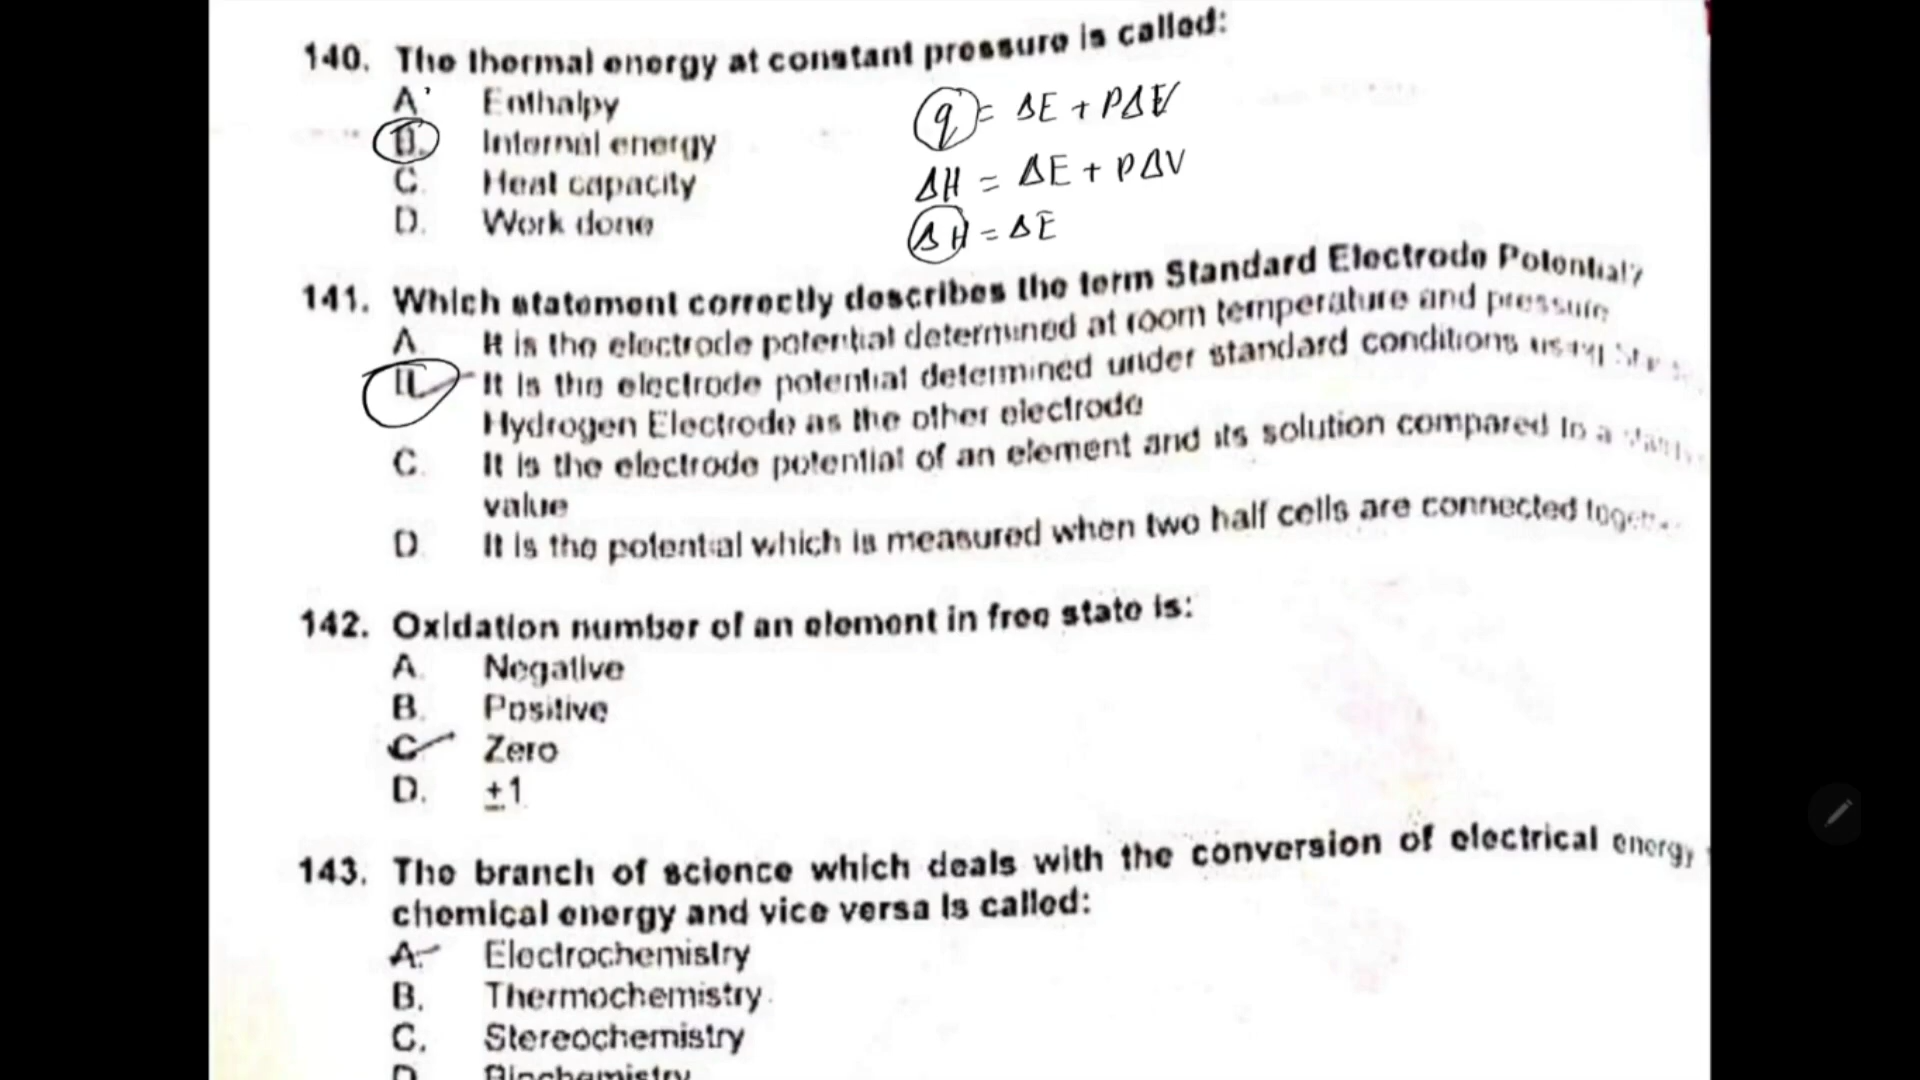 140. The thermal energy at constant pressure is called:
A. Enthalpy
B. Internal energy
C. Heat capacity
D. Work done
q = ΔE + PΔV
ΔH = ΔE + PΔV
ΔH = ΔE
141. Which statement correctly describes the term Standard Electrode Potential?
A. It is the electrode potential determined at room temperature and pressure
It is the electrode potential determined under standard conditions using
Hydrogen Electrode as the other electrode
C. It is the electrode potential of an element and its solution compared to a
value
D. It is the potential which is measured when two half cells are connected
142. Oxidation number of an element in free state is:
A. Negative
B. Positive
C Zero
D. ±1
143. The branch of science which deals with the conversion of electrical energy
chemical energy and vice versa is called:
A. Electrochemistry
B. Thermochemistry
C. Stereochemistry
D. Biochemistry